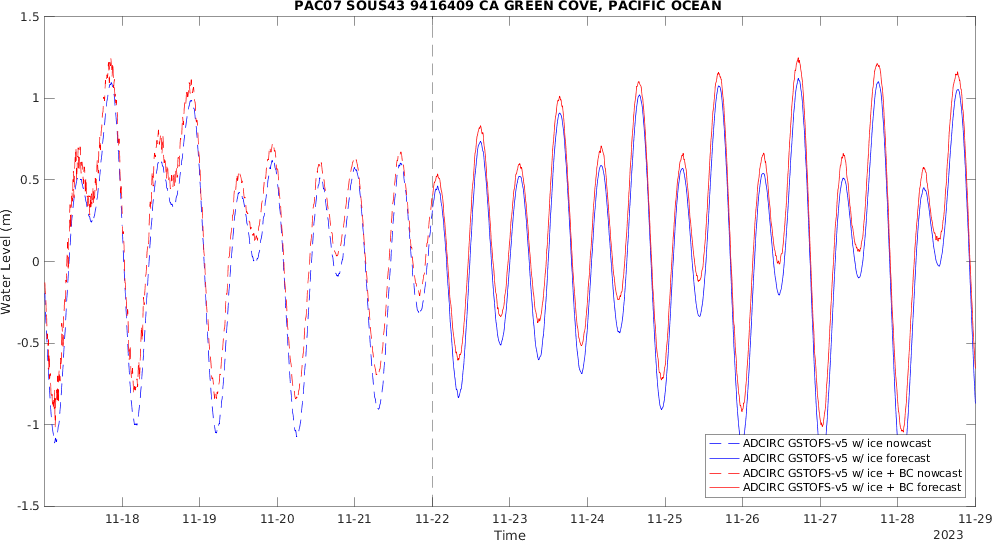 PAC07 SOUS43 9416409 CA GREEN COVE, PACIFIC OCEAN
1.5
1
0.5
0
-0.5
-1
-1.5
Water Level (m)
11-18
11-19
11-20
11-21
11-22
11-23
11-24
11-25
11-26
11-27
11-28
11-29
Time
2023
ADCIRC GSTOFS-v5 w/ ice nowcast
ADCIRC GSTOFS-v5 w/ ice forecast
ADCIRC GSTOFS-v5 w/ ice + BC nowcast
ADCIRC GSTOFS-v5 w/ ice + BC forecast